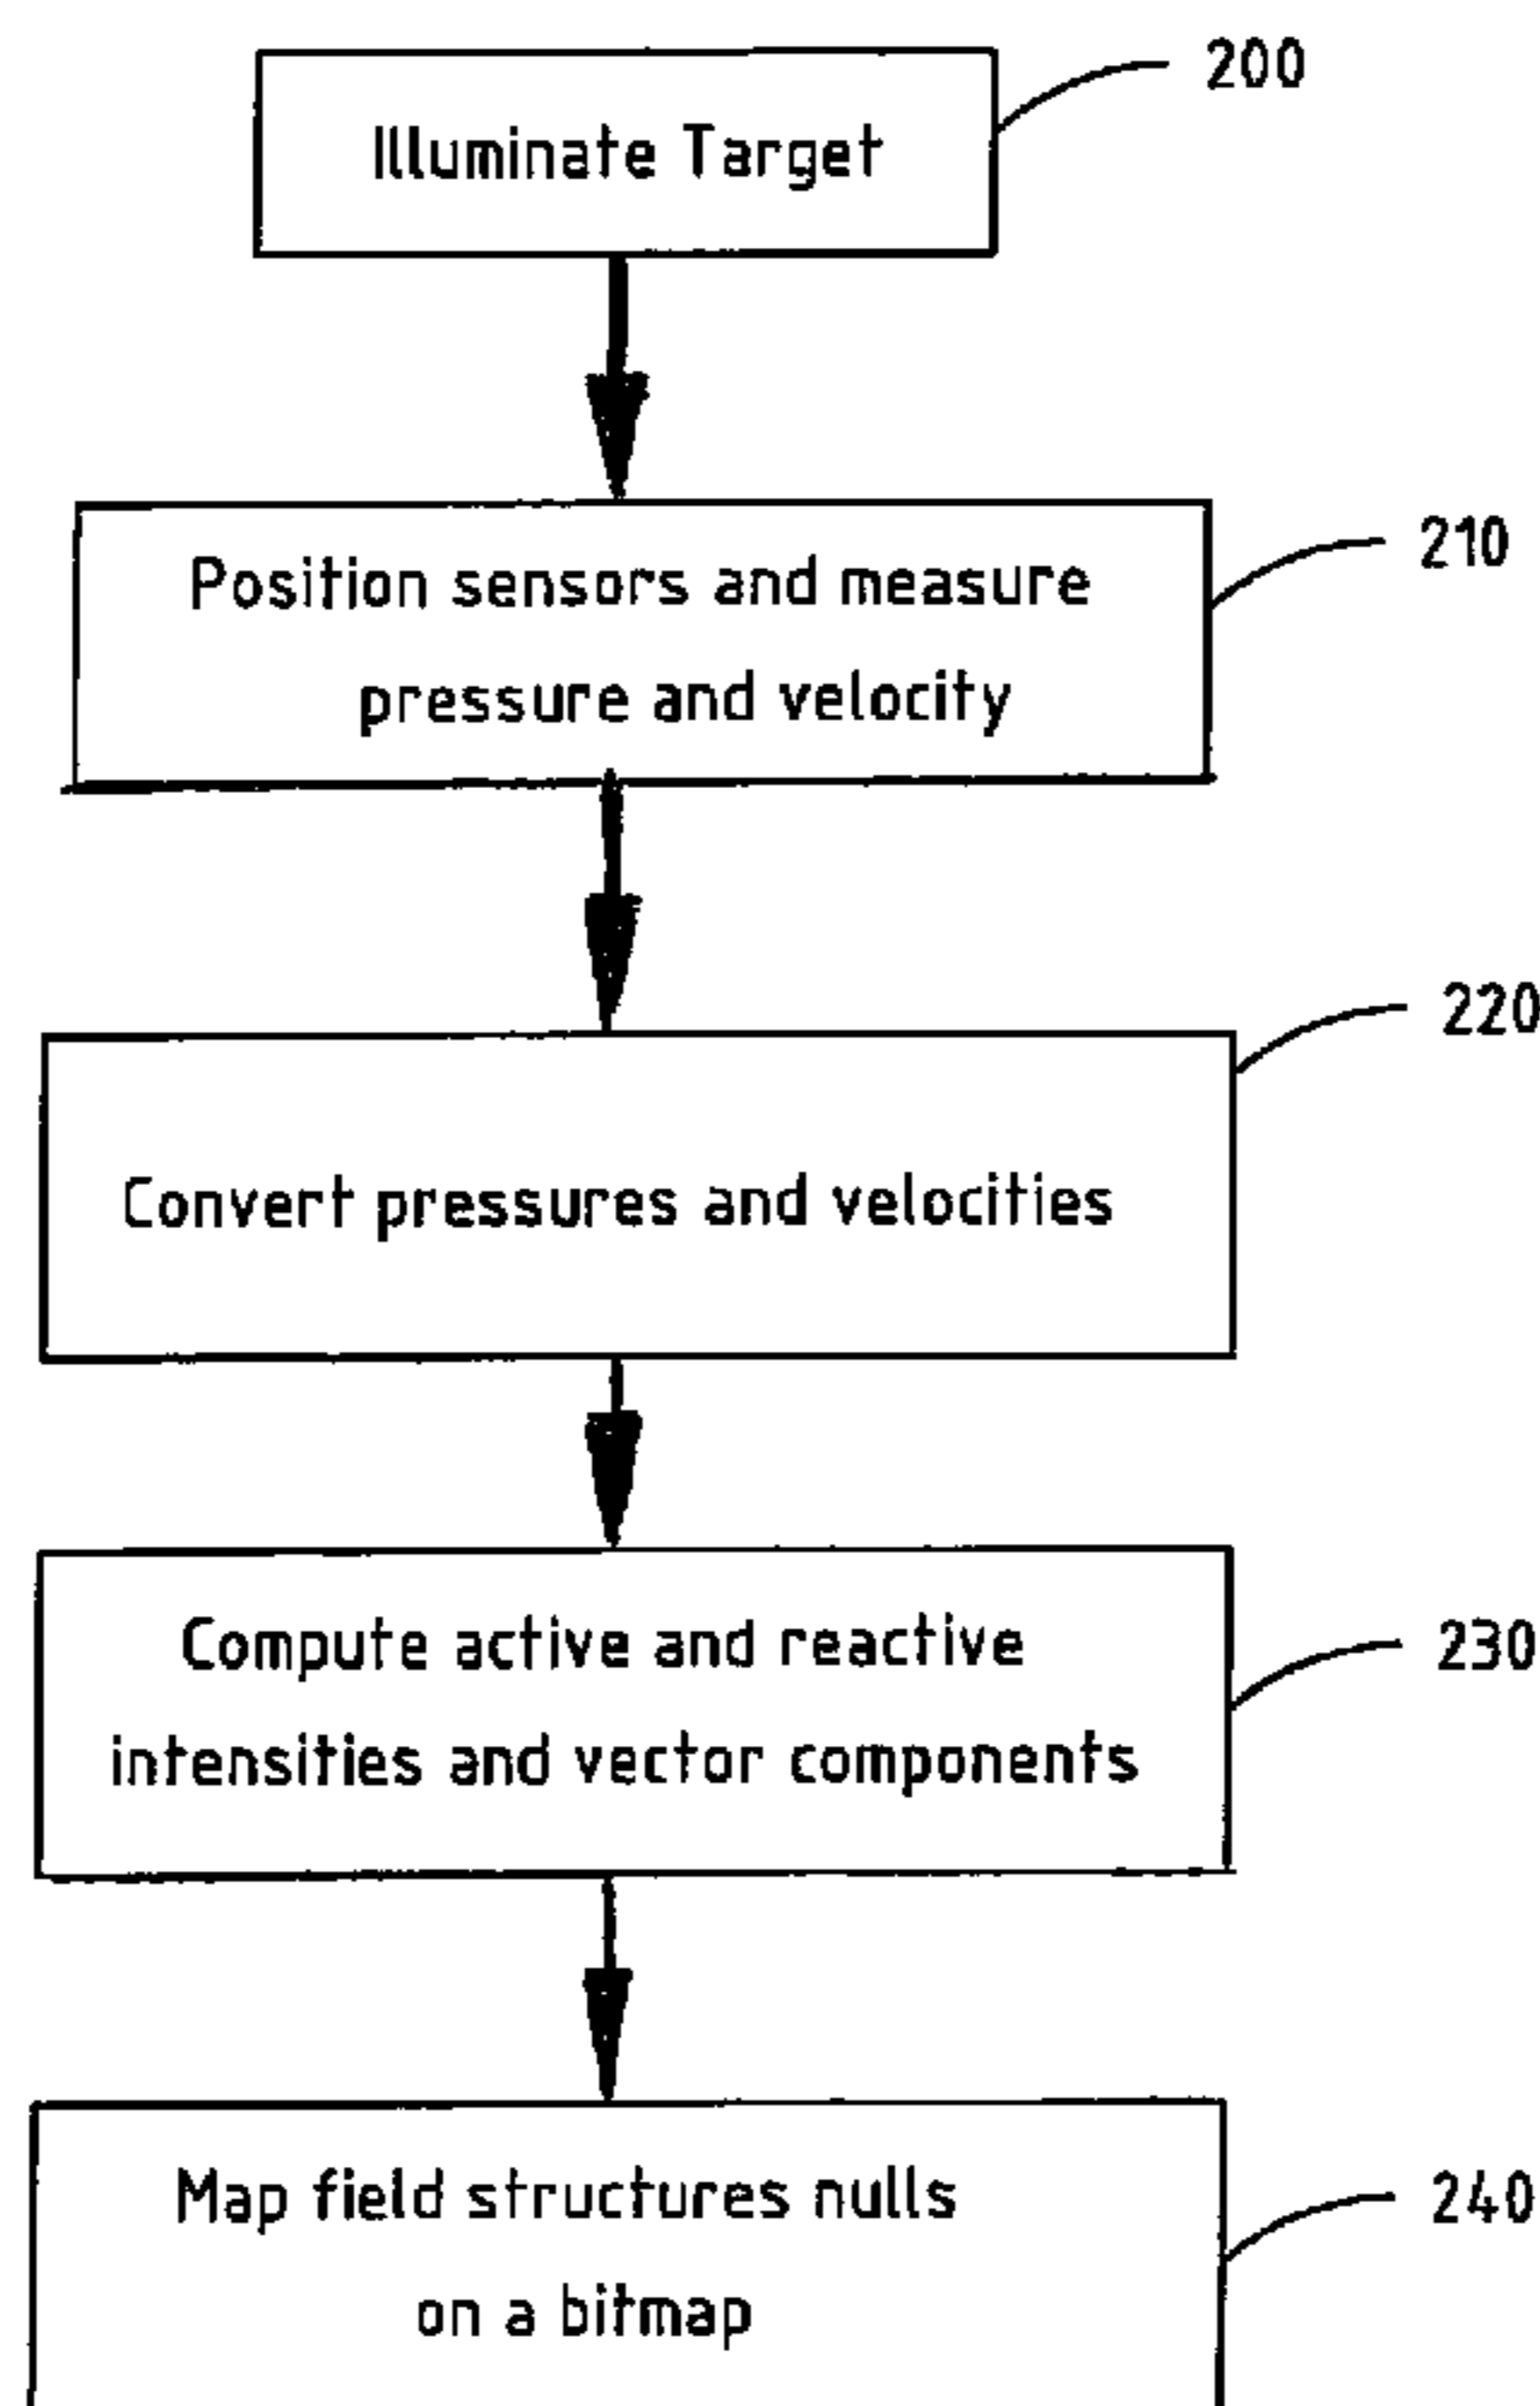 200
Illuminate Target
210
Position sensors and measure
pressure and velocity
220
Convert pressures and velocities
230
Compute active and reactive
intensities and vector components
240
Map field structures nulls
on a bitmap